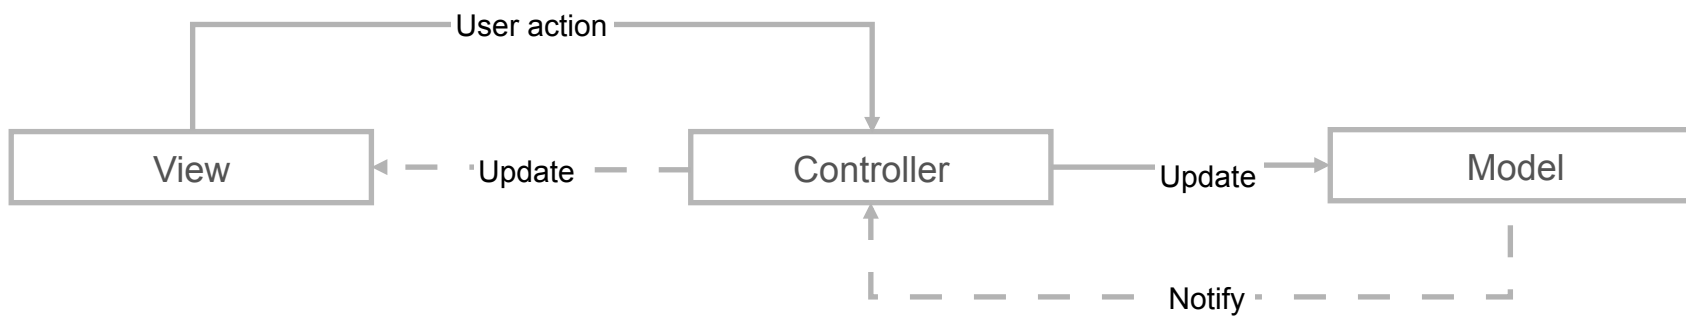 User action
View
Update
Controller
Update
Model
Notify